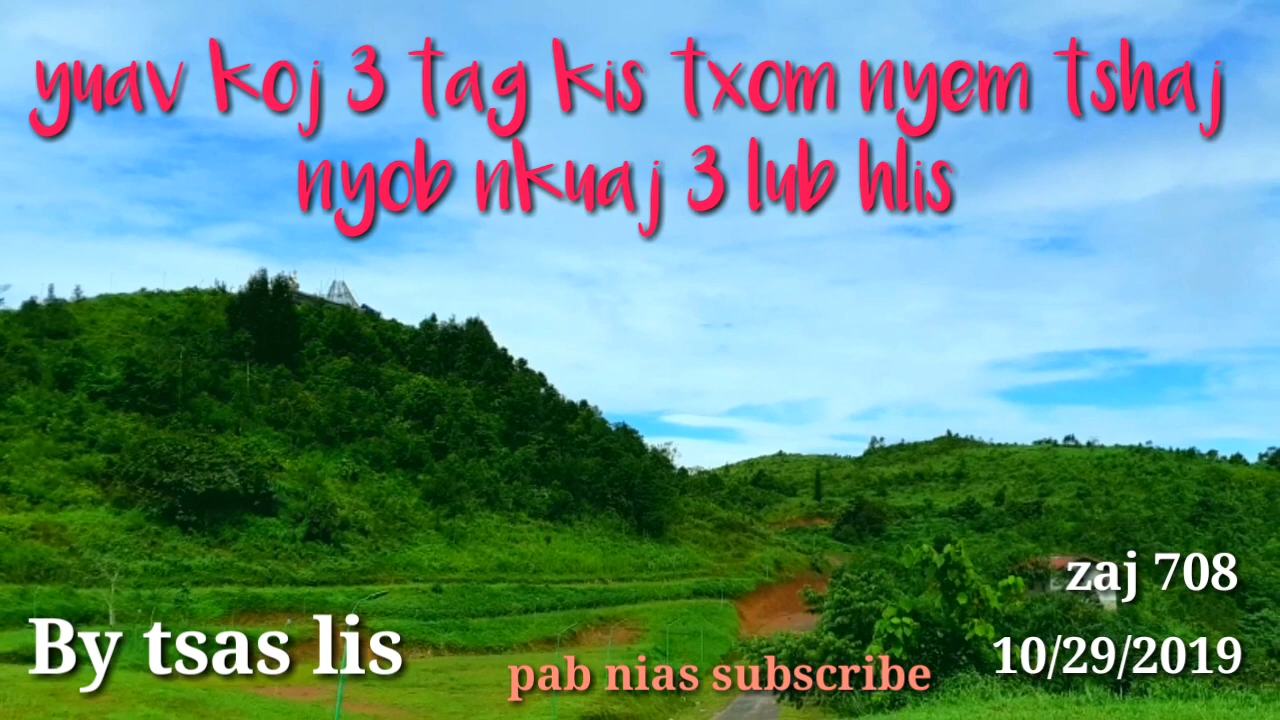 yuav koj 3 tag kis txom nyem tshaj
nyob nkuaj 3 lub hlis
zaj 708
By tsas lis
10/29/2019
pab nias subscribe